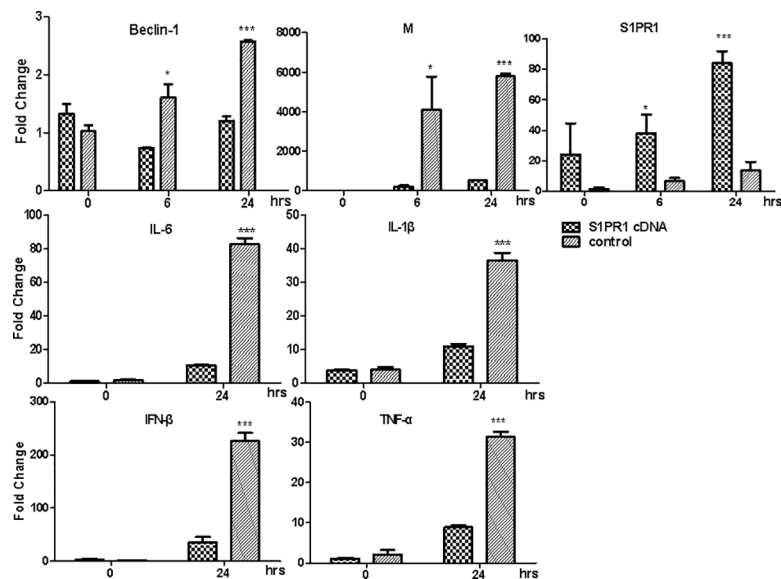 Beclin-1
M
S1PR1
***
***
***
*
*
*
Fold Change
3
2
1
0
0 6 24 hrs
8000
6000
4000
2000
0
0 6 24 hrs
100
80
60
40
20
0
0 6 24 hrs
S1PR1 cDNA
control
IL-6
***
Fold Change
80
60
40
20
0
0 24 hrs
IL-1β
***
50
40
30
20
10
0
0 24 hrs
IFN-β
***
Fold Change
300
200
100
0
0 24 hrs
TNF-α
***
40
30
20
10
0
0 24 hrs